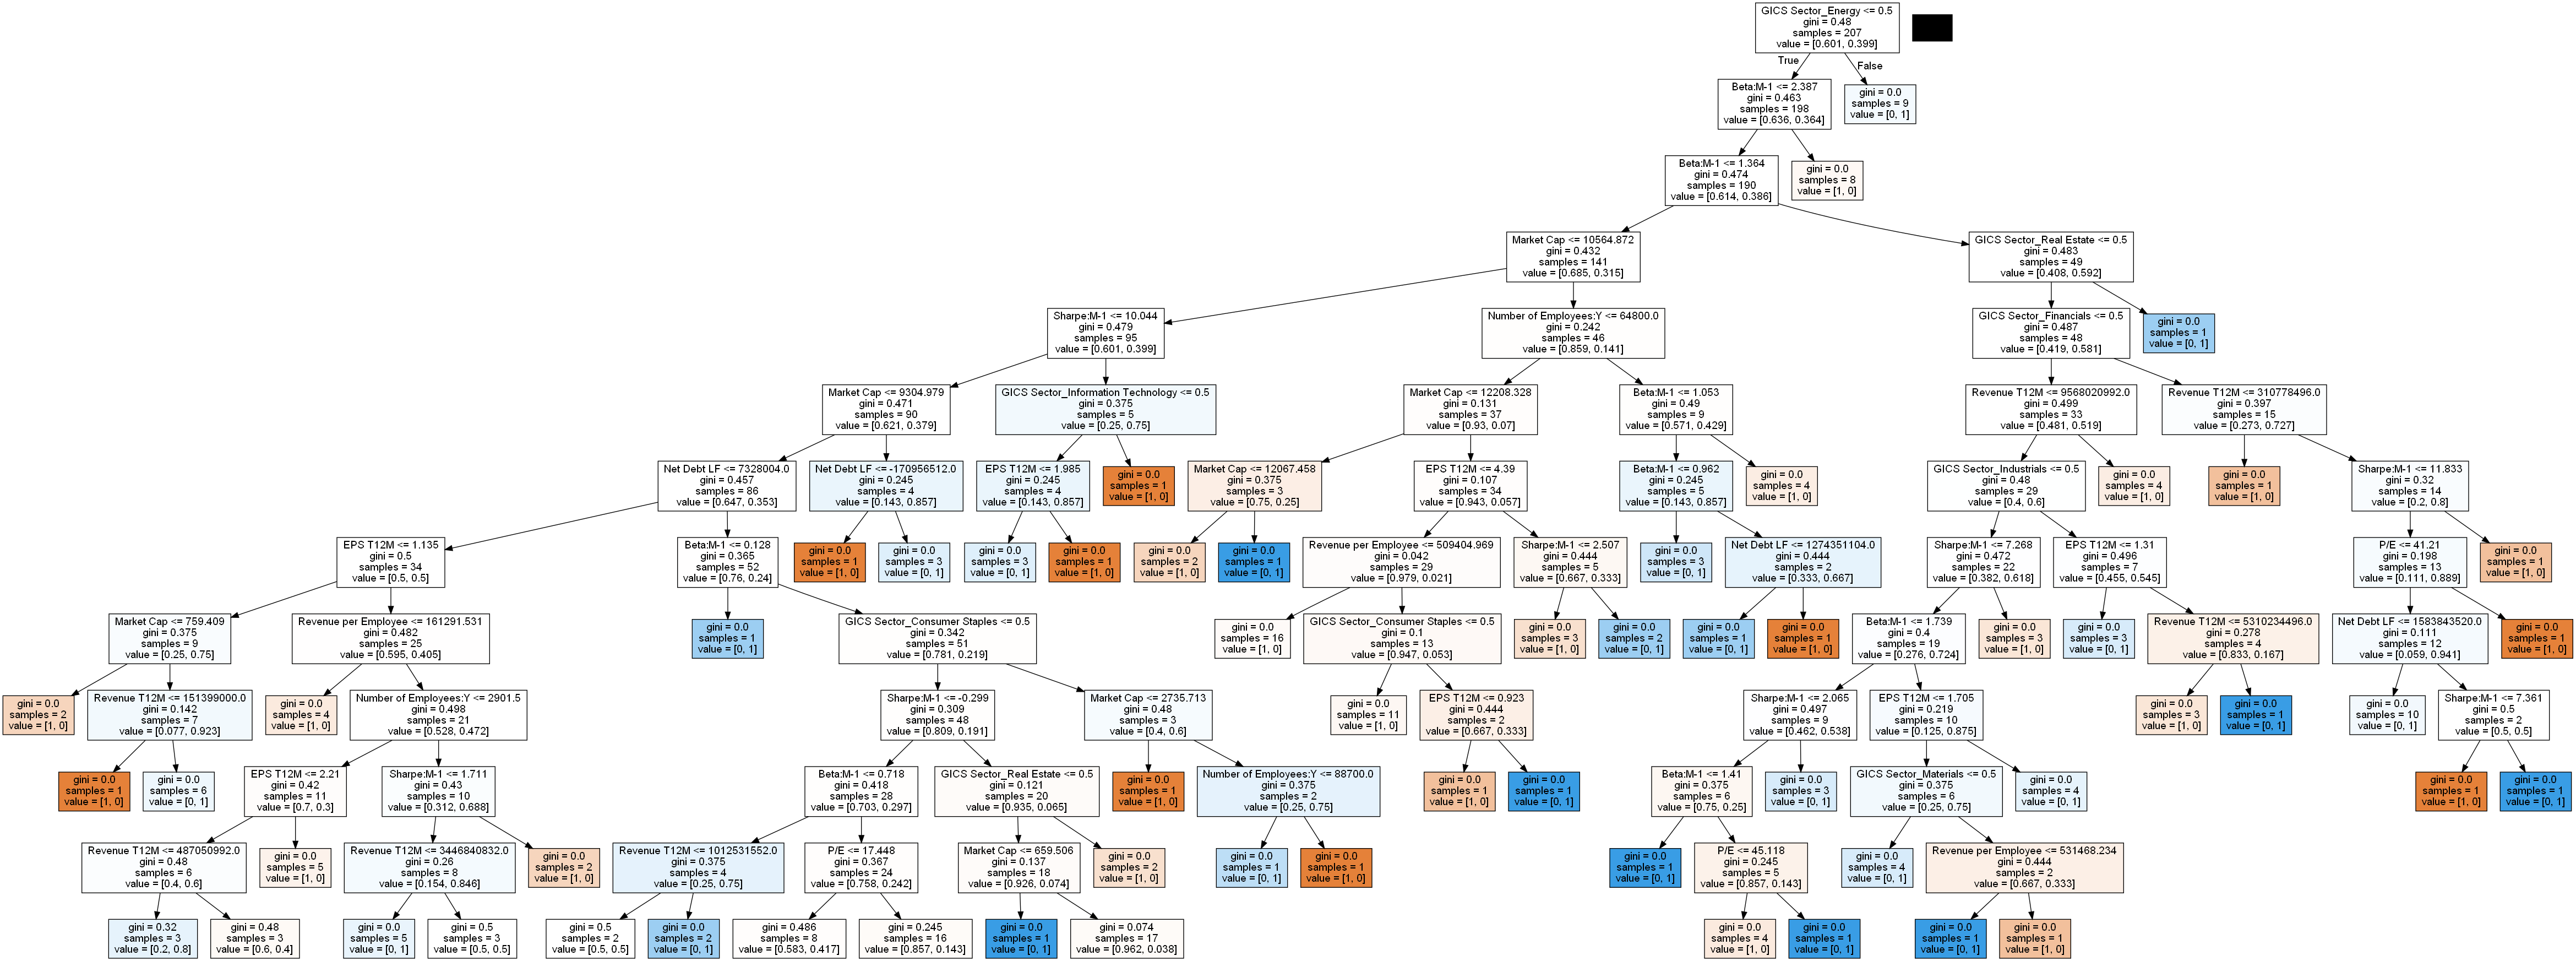 GICS Sector_Energy <= 0.5
gini = 0.48
samples = 207
value = [0.601, 0.399]
True
False
Beta:M-1 <= 2.387
gini = 0.463
samples = 198
value = [0.636, 0.364]
gini = 0.0
samples = 9
value = [0, 1]
Beta:M-1 <= 1.364
gini = 0.474
samples = 190
value = [0.614, 0.386]
gini = 0.0
samples = 8
value = [1, 0]
Market Cap <= 10564.872
gini = 0.432
samples = 141
value = [0.685, 0.315]
GICS Sector_Real Estate <= 0.5
gini = 0.483
samples = 49
value = [0.408, 0.592]
Sharpe:M-1 <= 10.044
gini = 0.479
samples = 95
value = [0.601, 0.399]
Number of Employees:Y <= 64800.0
gini = 0.242
samples = 46
value = [0.859, 0.141]
GICS Sector_Financials <= 0.5
gini = 0.487
samples = 48
value = [0.419, 0.581]
gini = 0.0
samples = 1
value = [0, 1]
Market Cap <= 9304.979
gini = 0.471
samples = 90
value = [0.621, 0.379]
GICS Sector_Information Technology <= 0.5
gini = 0.375
samples = 5
value = [0.25, 0.75]
Market Cap <= 12208.328
gini = 0.131
samples = 37
value = [0.93, 0.07]
Beta:M-1 <= 1.053
gini = 0.49
samples = 9
value = [0.571, 0.429]
Revenue T12M <= 9568020992.0
gini = 0.499
samples = 33
value = [0.481, 0.519]
Revenue T12M <= 310778496.0
gini = 0.397
samples = 15
value = [0.273, 0.727]
Net Debt LF <= 7328004.0
gini = 0.457
samples = 86
value = [0.647, 0.353]
Net Debt LF <= -170956512.0
gini = 0.245
samples = 4
value = [0.143, 0.857]
EPS T12M <= 1.985
gini = 0.245
samples = 4
value = [0.143, 0.857]
gini = 0.0
samples = 1
value = [1, 0]
Market Cap <= 12067.458
gini = 0.375
samples = 3
value = [0.75, 0.25]
EPS T12M <= 4.39
gini = 0.107
samples = 34
value = [0.943, 0.057]
Beta:M-1 <= 0.962
gini = 0.245
samples = 5
value = [0.143, 0.857]
gini = 0.0
samples = 4
value = [1, 0]
GICS Sector_Industrials <= 0.5
gini = 0.48
samples = 29
value = [0.4, 0.6]
gini = 0.0
samples = 4
value = [1, 0]
gini = 0.0
samples = 1
value = [1, 0]
Sharpe:M-1 <= 11.833
gini = 0.32
samples = 14
value = [0.2, 0.8]
EPS T12M <= 1.135
gini = 0.5
samples = 34
value = [0.5, 0.5]
Beta:M-1 <= 0.128
gini = 0.365
samples = 52
value = [0.76, 0.24]
gini = 0.0
samples = 1
value = [1, 0]
gini = 0.0
samples = 3
value = [0, 1]
gini = 0.0
samples = 3
value = [0, 1]
gini = 0.0
samples = 1
value = [1, 0]
gini = 0.0
samples = 2
value = [1, 0]
gini = 0.0
samples = 1
value = [0, 1]
Revenue per Employee <= 509404.969
gini = 0.042
samples = 29
value = [0.979, 0.021]
Sharpe:M-1 <= 2.507
gini = 0.444
samples = 5
value = [0.667, 0.333]
gini = 0.0
samples = 3
value = [0, 1]
Net Debt LF <= 1274351104.0
gini = 0.444
samples = 2
value = [0.333, 0.667]
Sharpe:M-1 <= 7.268
gini = 0.472
samples = 22
value = [0.382, 0.618]
EPS T12M <= 1.31
gini = 0.496
samples = 7
value = [0.455, 0.545]
P/E <= 41.21
gini = 0.198
samples = 13
value = [0.111, 0.889]
gini = 0.0
samples = 1
value = [1, 0]
Market Cap <= 759.409
gini = 0.375
samples = 9
value = [0.25, 0.75]
Revenue per Employee <= 161291.531
gini = 0.482
samples = 25
value = [0.595, 0.405]
gini = 0.0
samples = 1
value = [0, 1]
GICS Sector_Consumer Staples <= 0.5
gini = 0.342
samples = 51
value = [0.781, 0.219]
gini = 0.0
samples = 16
value = [1, 0]
GICS Sector_Consumer Staples <= 0.5
gini = 0.1
samples = 13
value = [0.947, 0.053]
gini = 0.0
samples = 3
value = [1, 0]
gini = 0.0
samples = 2
value = [0, 1]
gini = 0.0
samples = 1
value = [0, 1]
gini = 0.0
samples = 1
value = [1, 0]
Beta:M-1 <= 1.739
gini = 0.4
samples = 19
value = [0.276, 0.724]
gini = 0.0
samples = 3
value = [1, 0]
gini = 0.0
samples = 3
value = [0, 1]
Revenue T12M <= 5310234496.0
gini = 0.278
samples = 4
value = [0.833, 0.167]
Net Debt LF <= 1583843520.0
gini = 0.111
samples = 12
value = [0.059, 0.941]
gini = 0.0
samples = 1
value = [1, 0]
gini = 0.0
samples = 2
value = [1, 0]
Revenue T12M <= 151399000.0
gini = 0.142
samples = 7
value = [0.077, 0.923]
gini = 0.0
samples = 4
value = [1, 0]
Number of Employees:Y <= 2901.5
gini = 0.498
samples = 21
value = [0.528, 0.472]
Sharpe:M-1 <= -0.299
gini = 0.309
samples = 48
value = [0.809, 0.191]
Market Cap <= 2735.713
gini = 0.48
samples = 3
value = [0.4, 0.6]
gini = 0.0
samples = 11
value = [1, 0]
EPS T12M <= 0.923
gini = 0.444
samples = 2
value = [0.667, 0.333]
Sharpe:M-1 <= 2.065
gini = 0.497
samples = 9
value = [0.462, 0.538]
EPS T12M <= 1.705
gini = 0.219
samples = 10
value = [0.125, 0.875]
gini = 0.0
samples = 3
value = [1, 0]
gini = 0.0
samples = 1
value = [0, 1]
gini = 0.0
samples = 10
value = [0, 1]
Sharpe:M-1 <= 7.361
gini = 0.5
samples = 2
value = [0.5, 0.5]
gini = 0.0
samples = 1
value = [1, 0]
gini = 0.0
samples = 6
value = [0, 1]
EPS T12M <= 2.21
gini = 0.42
samples = 11
value = [0.7, 0.3]
Sharpe:M-1 <= 1.711
gini = 0.43
samples = 10
value = [0.312, 0.688]
Beta:M-1 <= 0.718
gini = 0.418
samples = 28
value = [0.703, 0.297]
GICS Sector_Real Estate <= 0.5
gini = 0.121
samples = 20
value = [0.935, 0.065]
gini = 0.0
samples = 1
value = [1, 0]
Number of Employees:Y <= 88700.0
gini = 0.375
samples = 2
value = [0.25, 0.75]
gini = 0.0
samples = 1
value = [1, 0]
gini = 0.0
samples = 1
value = [0, 1]
Beta:M-1 <= 1.41
gini = 0.375
samples = 6
value = [0.75, 0.25]
gini = 0.0
samples = 3
value = [0, 1]
GICS Sector_Materials <= 0.5
gini = 0.375
samples = 6
value = [0.25, 0.75]
gini = 0.0
samples = 4
value = [0, 1]
gini = 0.0
samples = 1
value = [1, 0]
gini = 0.0
samples = 1
value = [0, 1]
Revenue T12M <= 487050992.0
gini = 0.48
samples = 6
value = [0.4, 0.6]
gini = 0.0
samples = 5
value = [1, 0]
Revenue T12M <= 3446840832.0
gini = 0.26
samples = 8
value = [0.154, 0.846]
gini = 0.0
samples = 2
value = [1, 0]
Revenue T12M <= 1012531552.0
gini = 0.375
samples = 4
value = [0.25, 0.75]
P/E <= 17.448
gini = 0.367
samples = 24
value = [0.758, 0.242]
Market Cap <= 659.506
gini = 0.137
samples = 18
value = [0.926, 0.074]
gini = 0.0
samples = 2
value = [1, 0]
gini = 0.0
samples = 1
value = [0, 1]
gini = 0.0
samples = 1
value = [1, 0]
gini = 0.0
samples = 1
value = [0, 1]
P/E <= 45.118
gini = 0.245
samples = 5
value = [0.857, 0.143]
gini = 0.0
samples = 4
value = [0, 1]
Revenue per Employee <= 531468.234
gini = 0.444
samples = 2
value = [0.667, 0.333]
gini = 0.32
samples = 3
value = [0.2, 0.8]
gini = 0.48
samples = 3
value = [0.6, 0.4]
gini = 0.0
samples = 5
value = [0, 1]
gini = 0.5
samples = 3
value = [0.5, 0.5]
gini = 0.5
samples = 2
value = [0.5, 0.5]
gini = 0.0
samples = 2
value = [0, 1]
gini = 0.486
samples = 8
value = [0.583, 0.417]
gini = 0.245
samples = 16
value = [0.857, 0.143]
gini = 0.0
samples = 1
value = [0, 1]
gini = 0.074
samples = 17
value = [0.962, 0.038]
gini = 0.0
samples = 4
value = [1, 0]
gini = 0.0
samples = 1
value = [0, 1]
gini = 0.0
samples = 1
value = [0, 1]
gini = 0.0
samples = 1
value = [1, 0]